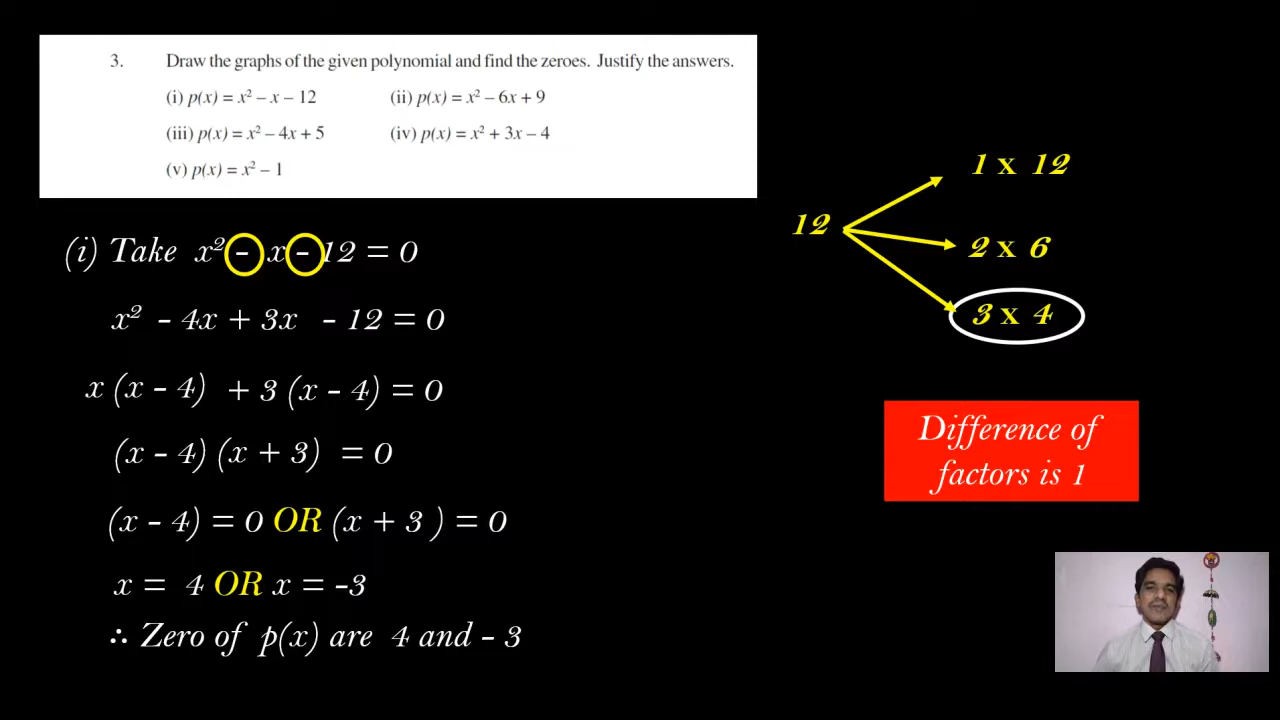 3. Draw the graphs of the given polynomial and find the zeroes. Justify the answers.
(i) p(x) = x² – x – 12 (ii) p(x) = x² – 6x + 9
(iii) p(x) = x² – 4x + 5 (iv) p(x) = x² + 3x – 4
(v) p(x) = x² – 1
(i) Take x² - x - 12 = 0
x² - 4x + 3x - 12 = 0
x (x - 4) + 3 (x - 4) = 0
(x - 4) (x + 3) = 0
(x - 4) = 0 OR (x + 3 ) = 0
x = 4 OR x = -3
∴ Zero of p(x) are 4 and - 3
1 x 12
12
2 x 6
3 x 4
Difference of
factors is 1